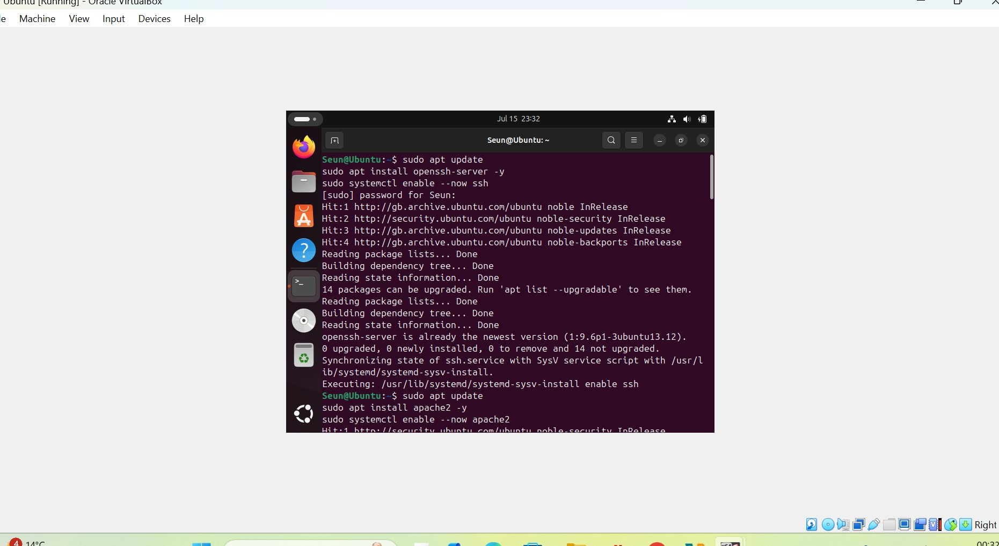 Ubuntu [Running] - Oracle VirtualBox
Machine View Input Devices Help
Jul 15 23:32
Seun@Ubuntu: ~
Seun@Ubuntu:~$ sudo apt update
sudo apt install openssh-server -y
sudo systemctl enable --now ssh
[sudo] password for Seun:
Hit:1 http://gb.archive.ubuntu.com/ubuntu noble InRelease
Hit:2 http://security.ubuntu.com/ubuntu noble-security InRelease
Hit:3 http://gb.archive.ubuntu.com/ubuntu noble-updates InRelease
Hit:4 http://gb.archive.ubuntu.com/ubuntu noble-backports InRelease
Reading package lists... Done
Building dependency tree... Done
Reading state information... Done
14 packages can be upgraded. Run 'apt list --upgradable' to see them.
Reading package lists... Done
Building dependency tree... Done
Reading state information... Done
openssh-server is already the newest version (1:9.6p1-3ubuntu13.12).
0 upgraded, 0 newly installed, 0 to remove and 14 not upgraded.
Synchronizing state of ssh.service with SysV service script with /usr/l
ib/systemd/systemd-sysv-install.
Executing: /usr/lib/systemd/systemd-sysv-install enable ssh
Seun@Ubuntu:~$ sudo apt update
sudo apt install apache2 -y
sudo systemctl enable --now apache2
Hit:1 http://security.ubuntu.com/ubuntu noble-security InRelease
Right
4 14°C
00:32